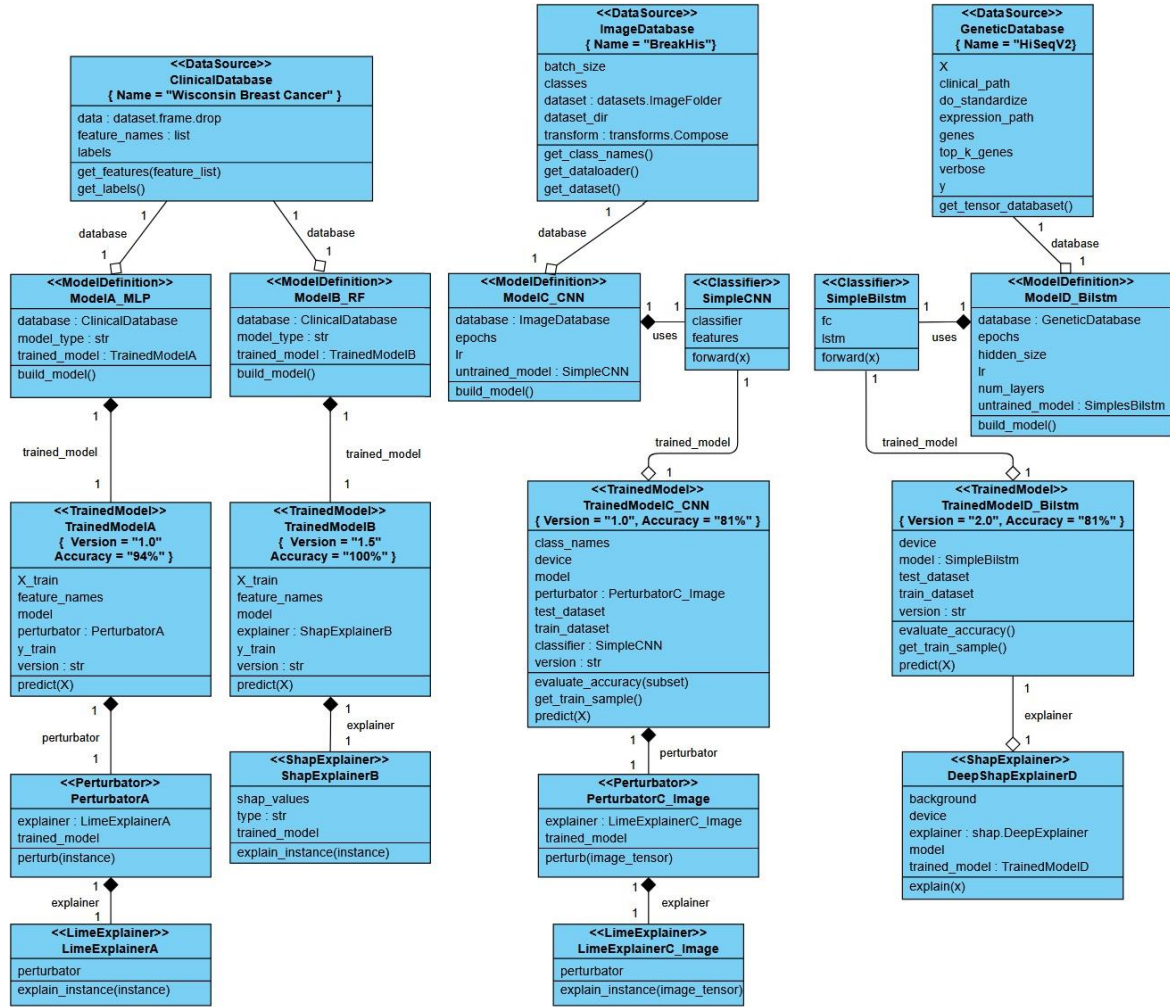 <<DataSource>>
ClinicalDatabase
{ Name = "Wisconsin Breast Cancer" }
data : dataset.frame.drop
feature_names : list
labels
get_features(feature_list)
get_labels()
<<DataSource>>
ImageDatabase
{ Name = "BreakHis"}
batch_size
classes
dataset : datasets.ImageFolder
dataset_dir
transform : transforms.Compose
get_class_names()
get_dataloader()
get_dataset()
<<DataSource>>
GeneticDatabase
{Name = "HiSeqV2}
X
clinical_path
do_standardize
expression_path
genes
top_k_genes
verbose
y
get_tensor_databaset()
1
database
1
1
database
1
1
database
1
1
database
1
<<ModelDefinition>>
ModelA_MLP
database : ClinicalDatabase
model_type : str
trained_model : TrainedModelA
build_model()
<<ModelDefinition>>
ModelB_RF
database : ClinicalDatabase
model_type : str
trained_model : TrainedModelB
build_model()
<<ModelDefinition>>
ModelC_CNN
database : ImageDatabase
epochs
lr
untrained_model : SimpleCNN
build_model()
1
1
uses
<<Classifier>>
SimpleCNN
classifier
features
forward(x)
<<Classifier>>
SimpleBilstm
fc
lstm
forward(x)
1
1
uses
<<ModelDefinition>>
ModelD_Bilstm
database : GeneticDatabase
epochs
hidden_size
lr
num_layers
untrained_model : SimplesBilstm
build_model()
1
trained_model
1
1
trained_model
1
1
trained_model
1
1
trained_model
1
<<TrainedModel>>
TrainedModelA
{ Version = "1.0"
Accuracy = "94%" }
X_train
feature_names
model
perturbator : PerturbatorA
y_train
version : str
predict(X)
<<TrainedModel>>
TrainedModelB
{ Version = "1.5"
Accuracy = "100%" }
X_train
feature_names
model
explainer : ShapExplainerB
y_train
version : str
predict(X)
<<TrainedModel>>
TrainedModelC_CNN
{ Version = "1.0", Accuracy = "81%" }
class_names
device
model
perturbator : PerturbatorC_Image
test_dataset
train_dataset
classifier : SimpleCNN
version : str
evaluate_accuracy(subset)
get_train_sample()
predict(X)
<<TrainedModel>>
TrainedModelD_Bilstm
{ Version = "2.0", Accuracy = "81%" }
device
model : SimpleBilstm
test_dataset
train_dataset
version : str
evaluate_accuracy()
get_train_sample()
predict(X)
1
perturbator
1
1
explainer
1
1
perturbator
1
1
explainer
1
<<Perturbator>>
PerturbatorA
explainer : LimeExplainerA
trained_model
perturb(instance)
<<ShapExplainer>>
ShapExplainerB
shap_values
type : str
trained_model
explain_instance(instance)
<<Perturbator>>
PerturbatorC_Image
explainer : LimeExplainerC_Image
trained_model
perturb(image_tensor)
<<ShapExplainer>>
DeepShapExplainerD
background
device
explainer : shap.DeepExplainer
model
trained_model : TrainedModelD
explain(x)
1
explainer
1
1
explainer
1
<<LimeExplainer>>
LimeExplainerA
perturbator
explain_instance(instance)
<<LimeExplainer>>
LimeExplainerC_Image
perturbator
explain_instance(image_tensor)